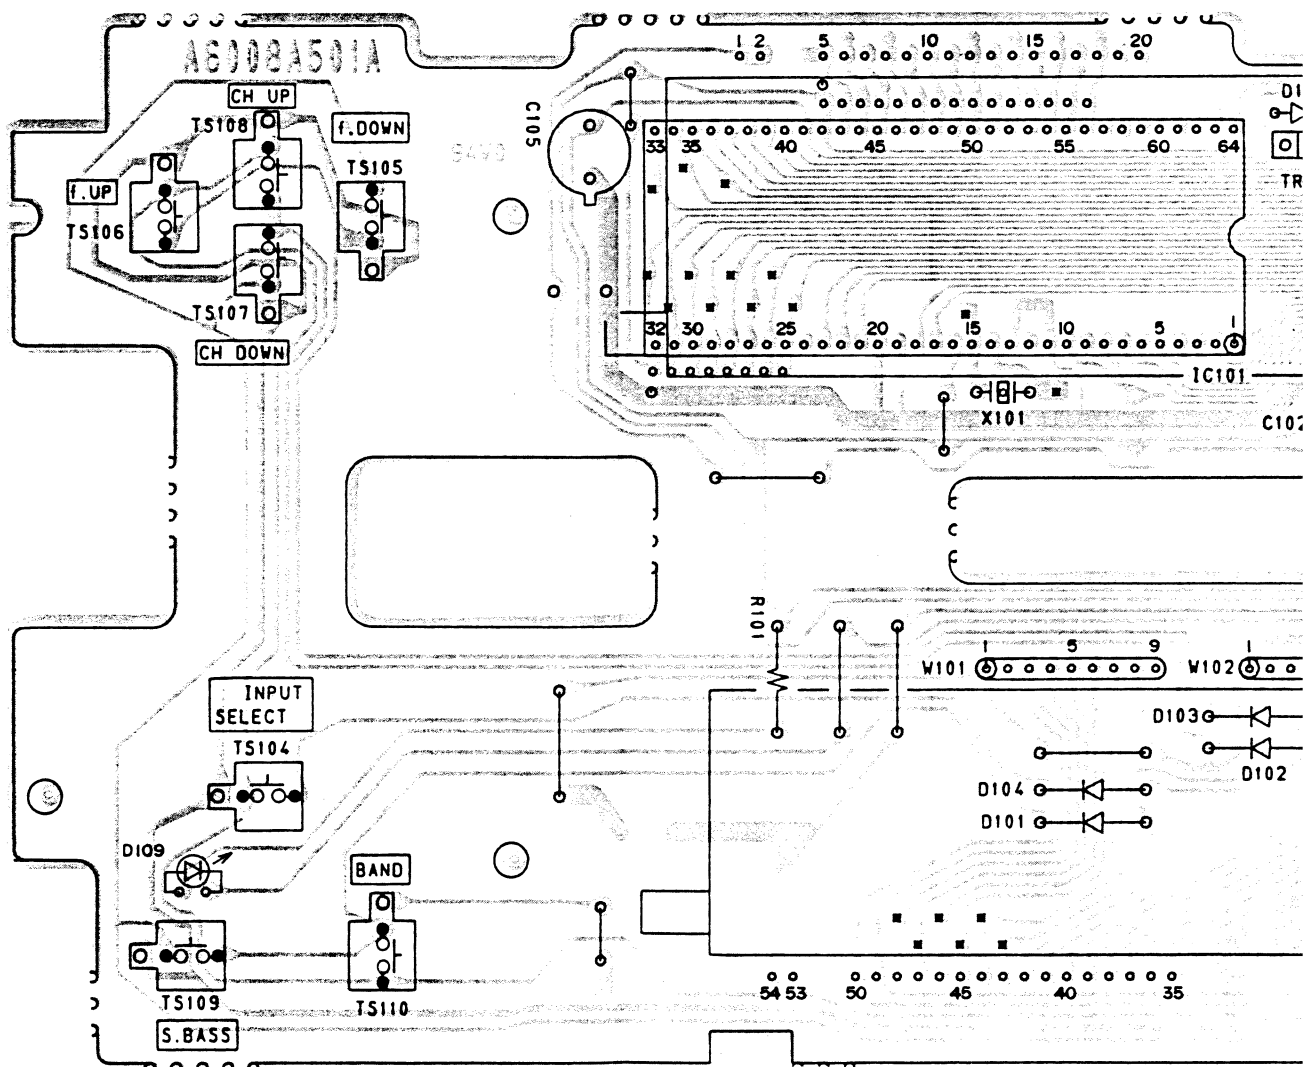 A6008A501A
1 2 5 10 15 20
CH UP
TS108
f.DOWN
C105
D1
33 35 40 45 50 55 60 64
94V0
TS105
f.UP
TR
TS106
TS107
32 30 25 20 15 10 5 1
CH DOWN
IC101
X101
C102
R101
W101 1 5 9
W102 1
INPUT
SELECT
D103
TS104
D102
D104
D101
D109
BAND
54 53 50 45 40 35
TS109
TS110
S.BASS